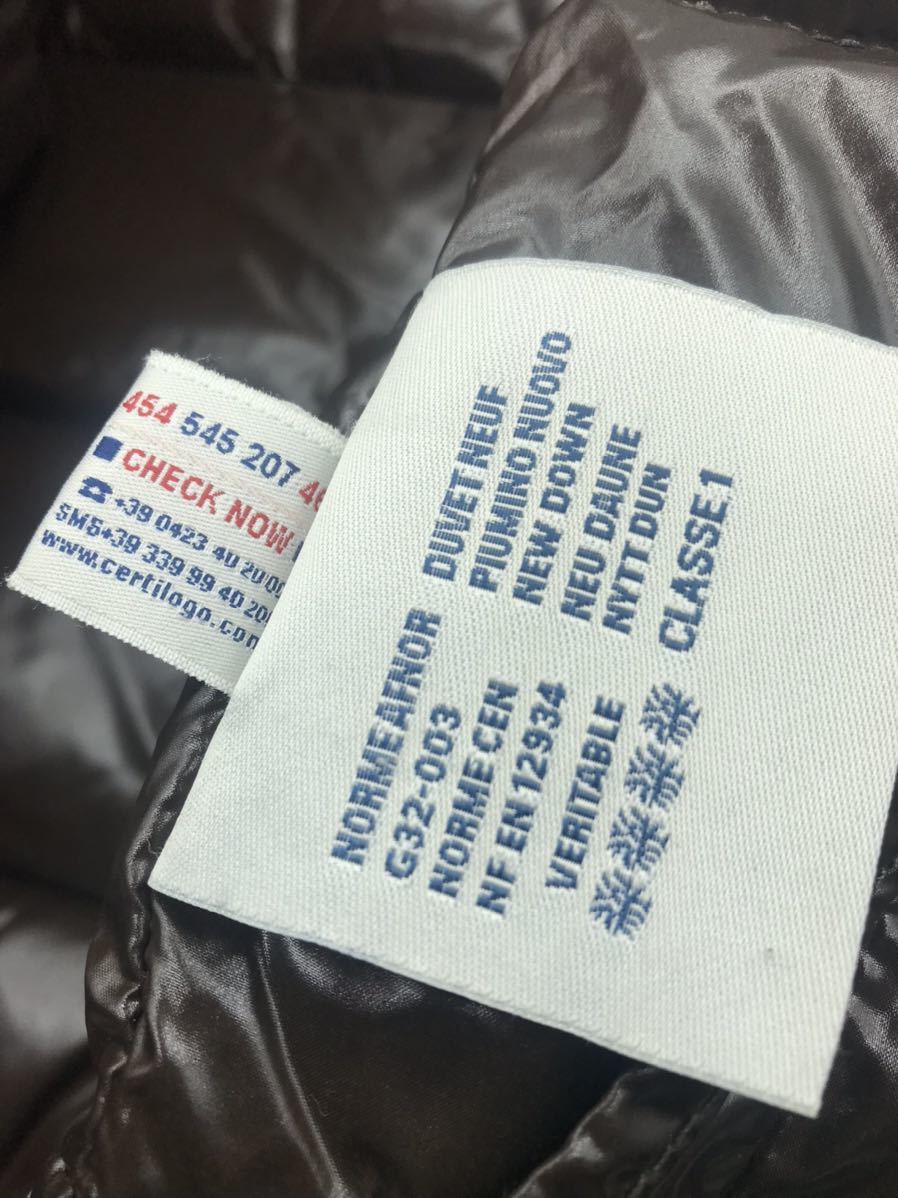 454 545 207
CHECK NOW
☎ +39 0423 40 20
SMS+39 339 99 40 20
www.certilogo.com
DUVET NEUF
PIUMINO NUOVO
NEW DOWN
NEU DAUNE
NYTT DUN
CLASSE.1
NORME AFNOR
G32-003
NORME CEN
NF EN 12934
VERITABLE